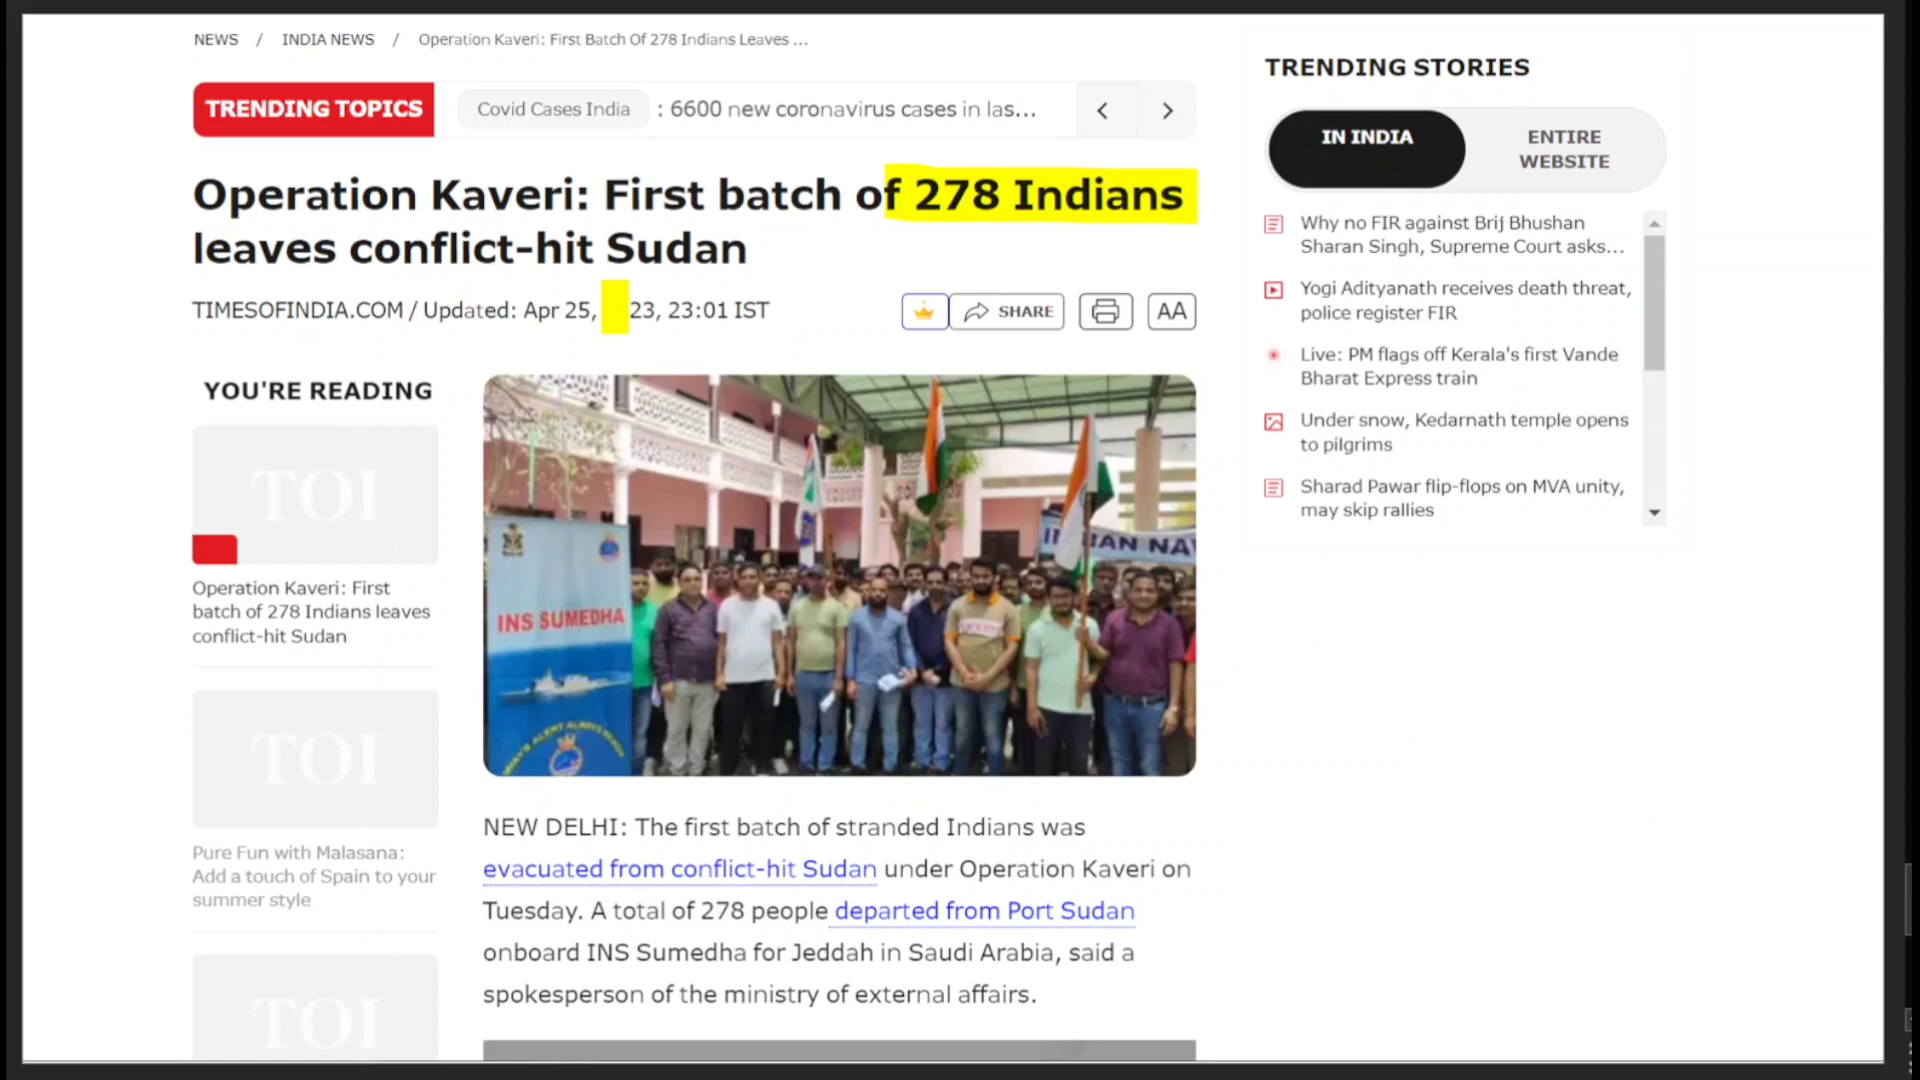 NEWS / INDIA NEWS / Operation Kaveri: First Batch Of 278 Indians Leaves ...
TRENDING TOPICS
Covid Cases India : 6600 new coronavirus cases in las...
Operation Kaveri: First batch of 278 Indians
leaves conflict-hit Sudan
TIMESOFINDIA.COM / Updated: Apr 25, 23, 23:01 IST
SHARE
AA
YOU'RE READING
TOI
Operation Kaveri: First
batch of 278 Indians leaves
conflict-hit Sudan
TOI
Pure Fun with Malasana:
Add a touch of Spain to your
summer style
TOI
INS SUMEDHA
INDIAN NA
ALWAYS ALERT ALWAYS READY
NEW DELHI: The first batch of stranded Indians was
evacuated from conflict-hit Sudan under Operation Kaveri on
Tuesday. A total of 278 people departed from Port Sudan
onboard INS Sumedha for Jeddah in Saudi Arabia, said a
spokesperson of the ministry of external affairs.
TRENDING STORIES
IN INDIA
ENTIRE
WEBSITE
Why no FIR against Brij Bhushan
Sharan Singh, Supreme Court asks...
Yogi Adityanath receives death threat,
police register FIR
Live: PM flags off Kerala's first Vande
Bharat Express train
Under snow, Kedarnath temple opens
to pilgrims
Sharad Pawar flip-flops on MVA unity,
may skip rallies